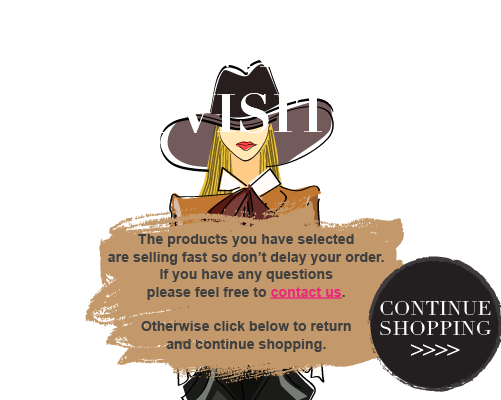 VISIT
The products you have selected
are selling fast so don't delay your order.
If you have any questions
please feel free to contact us.
Otherwise click below to return
and continue shopping.
CONTINUE
SHOPPING
>>>>